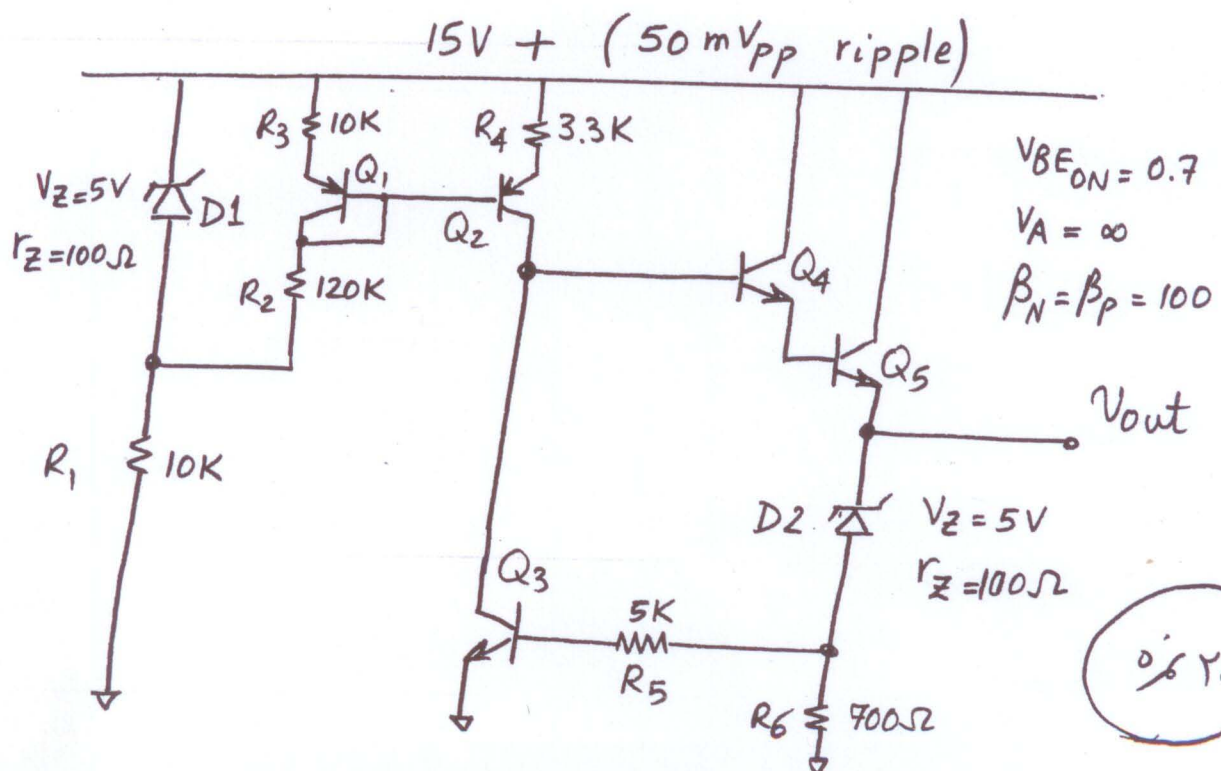 15V + (50 mVpp ripple)
R3 10K
R4 3.3K
Q1
VBE ON = 0.7
VZ=5V
D1
Q2
VA = ∞
rZ=100Ω
Q4
βN = βP = 100
R2 120K
Q5
Vout
R1 10K
D2
VZ = 5V
rZ=100Ω
Q3
5K
R5
R6 700Ω